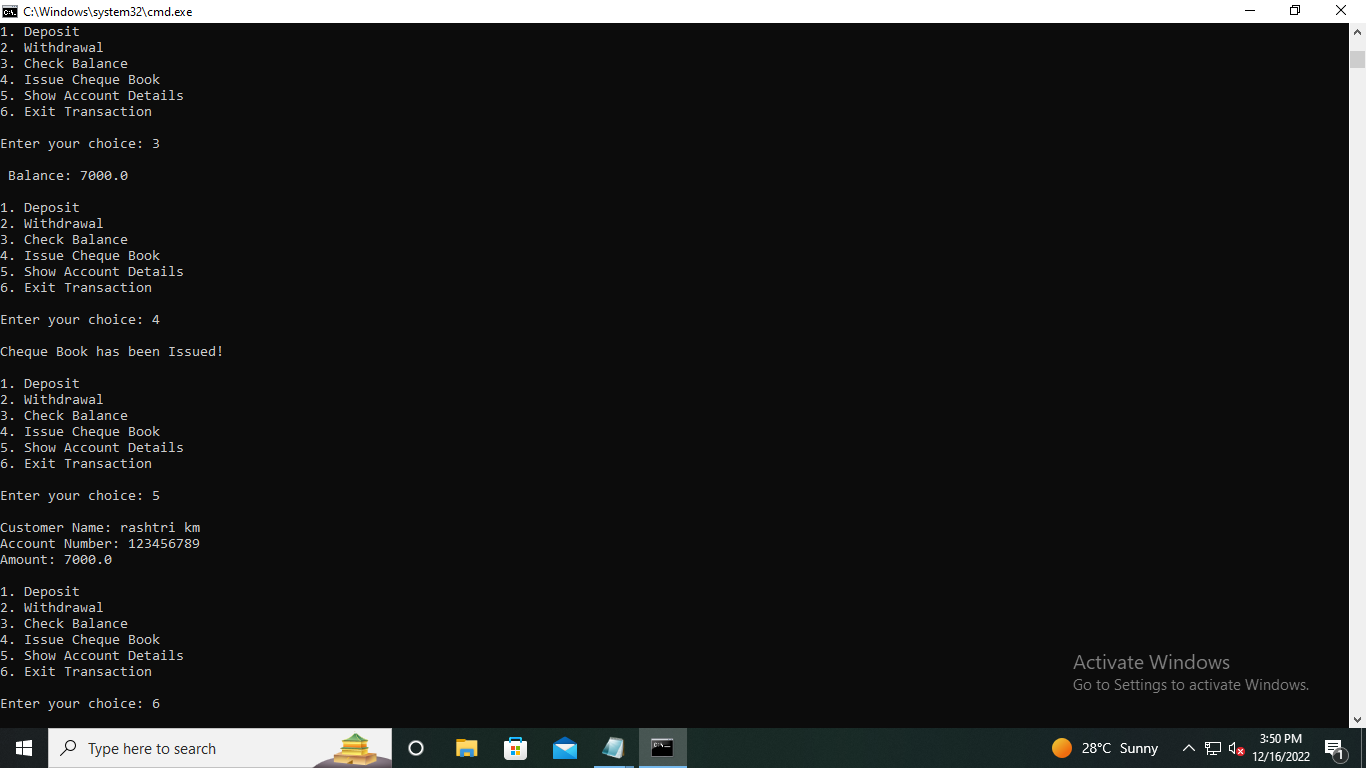 C:\Windows\system32\cmd.exe
1. Deposit
2. Withdrawal
3. Check Balance
4. Issue Cheque Book
5. Show Account Details
6. Exit Transaction
Enter your choice: 3
Balance: 7000.0
1. Deposit
2. Withdrawal
3. Check Balance
4. Issue Cheque Book
5. Show Account Details
6. Exit Transaction
Enter your choice: 4
Cheque Book has been Issued!
1. Deposit
2. Withdrawal
3. Check Balance
4. Issue Cheque Book
5. Show Account Details
6. Exit Transaction
Enter your choice: 5
Customer Name: rashtri km
Account Number: 123456789
Amount: 7000.0
1. Deposit
2. Withdrawal
3. Check Balance
4. Issue Cheque Book
5. Show Account Details
6. Exit Transaction
Enter your choice: 6
Activate Windows
Go to Settings to activate Windows.
Type here to search
28°C Sunny
3:50 PM
12/16/2022
1